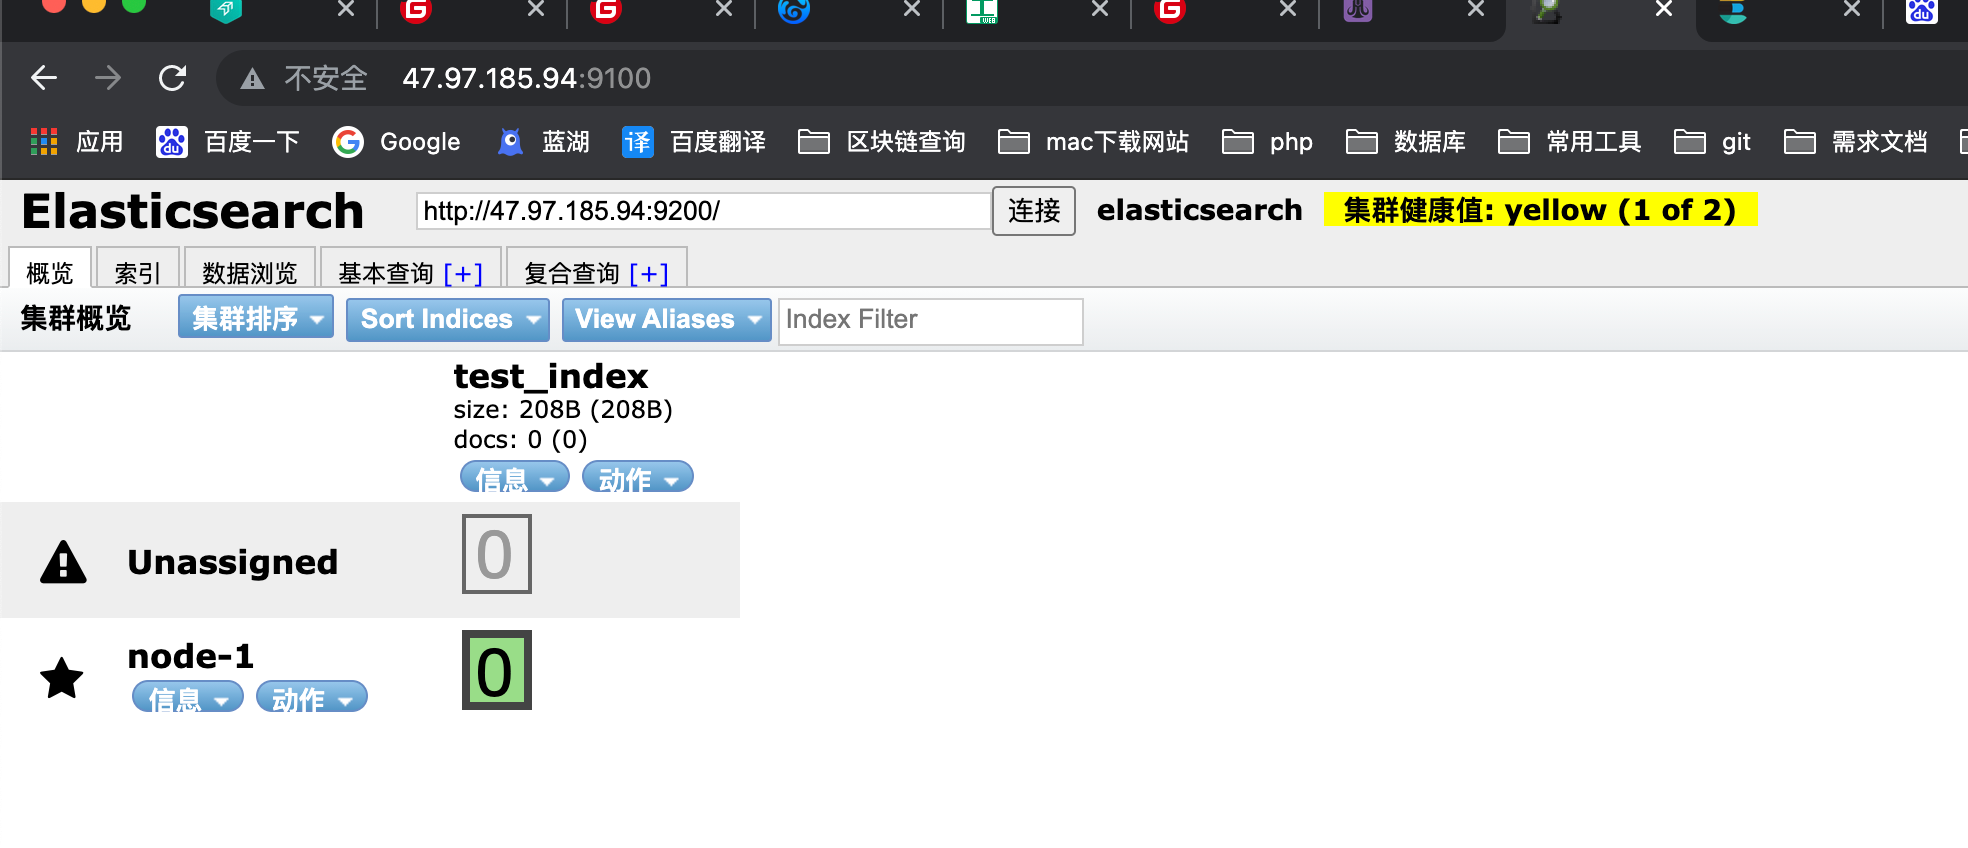 不安全 47.97.185.94:9100
应用 百度一下 Google 蓝湖 译 百度翻译 区块链查询 mac下载网站 php 数据库 常用工具 git 需求文档
Elasticsearch http://47.97.185.94:9200/ 连接 elasticsearch 集群健康值: yellow (1 of 2)
概览 索引 数据浏览 基本查询 [+] 复合查询 [+]
集群概览 集群排序 Sort Indices View Aliases Index Filter
test_index
size: 208B (208B)
docs: 0 (0)
信息 动作
Unassigned 0
node-1 0
信息 动作